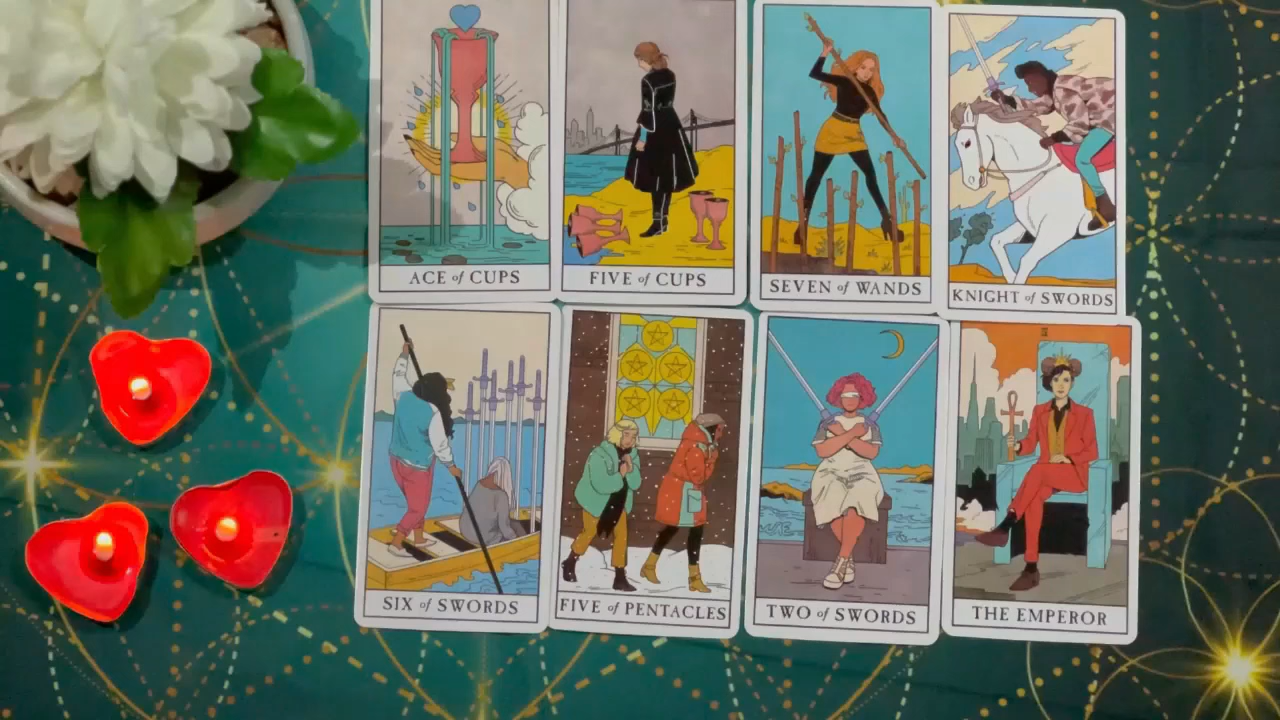 ACE of CUPS
FIVE of CUPS
SEVEN of WANDS
KNIGHT of SWORDS
SIX of SWORDS
FIVE of PENTACLES
TWO of SWORDS
THE EMPEROR